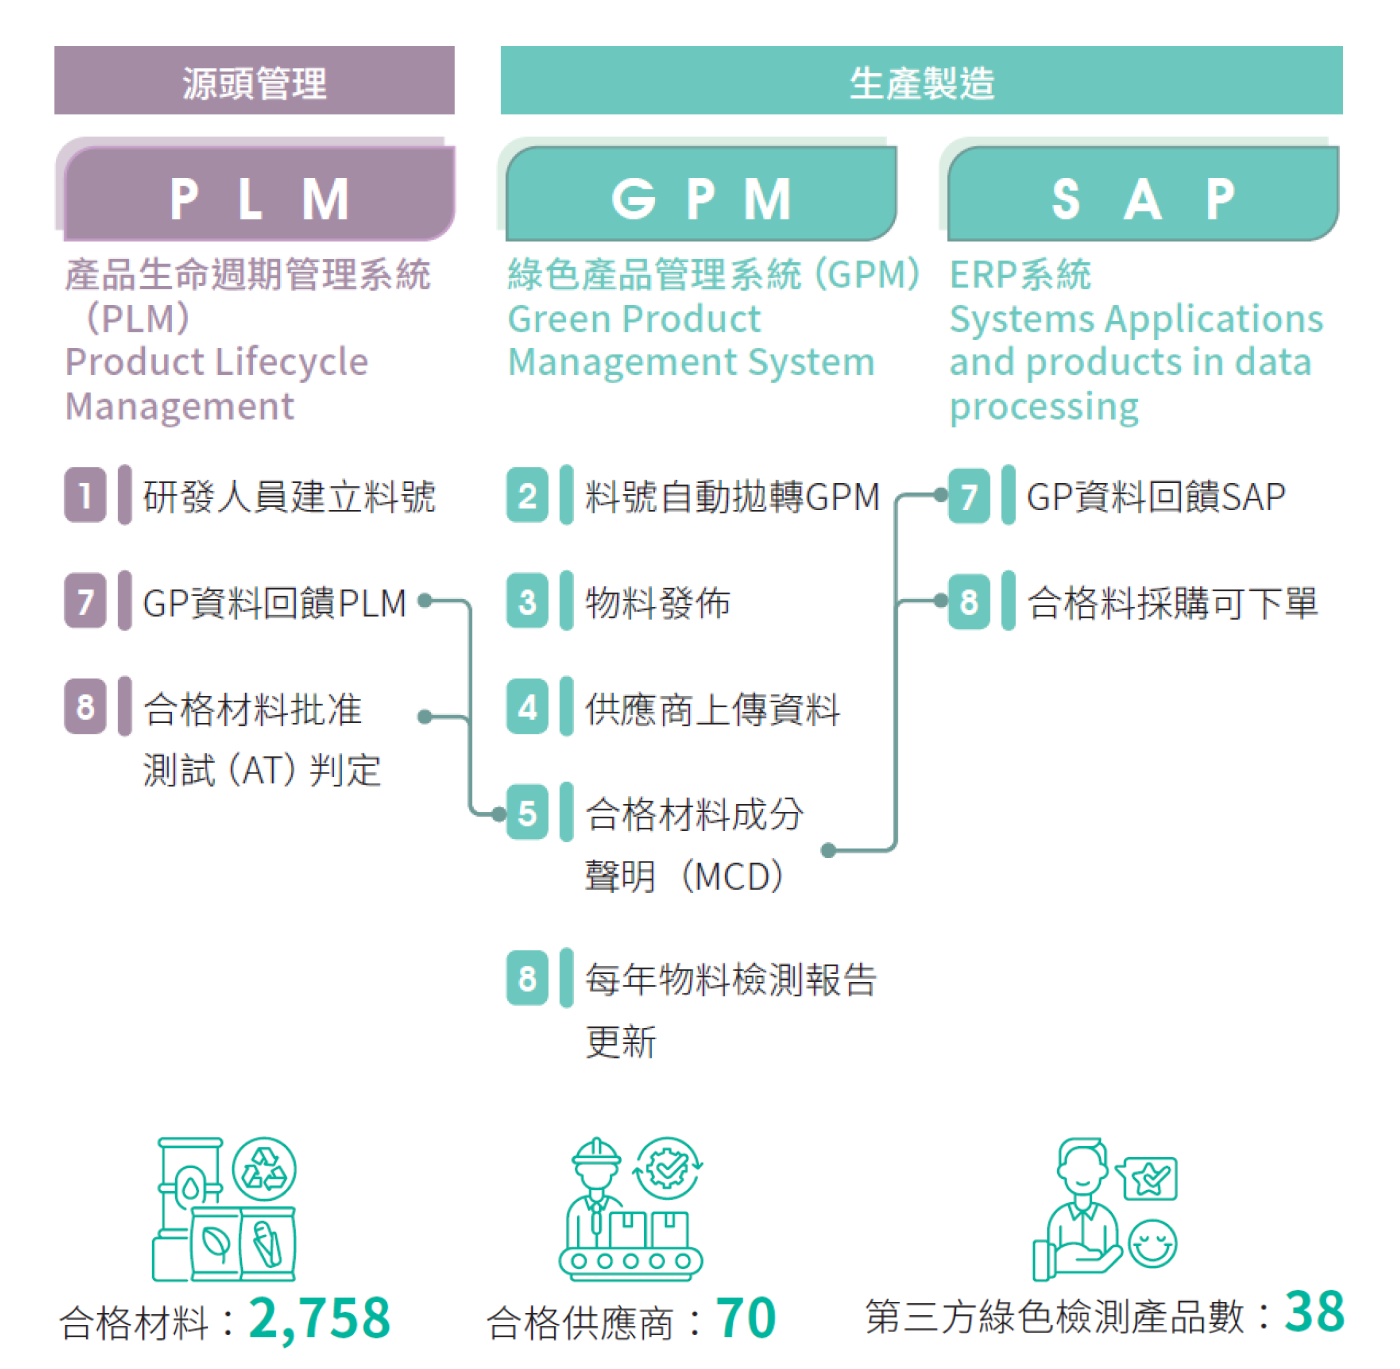 源頭管理
生產製造
PLM
GPM
SAP
產品生命週期管理系統
（PLM）
Product Lifecycle
Management
綠色產品管理系統（GPM）
Green Product
Management System
ERP系統
Systems Applications
and products in data
processing
1 研發人員建立料號
7 GP資料回饋PLM
8 合格材料批准
測試（AT）判定
2 料號自動拋轉GPM
3 物料發佈
4 供應商上傳資料
5 合格材料成分
聲明（MCD）
8 每年物料檢測報告
更新
7 GP資料回饋SAP
8 合格料採購可下單
合格材料：2,758
合格供應商：70
第三方綠色檢測產品數：38